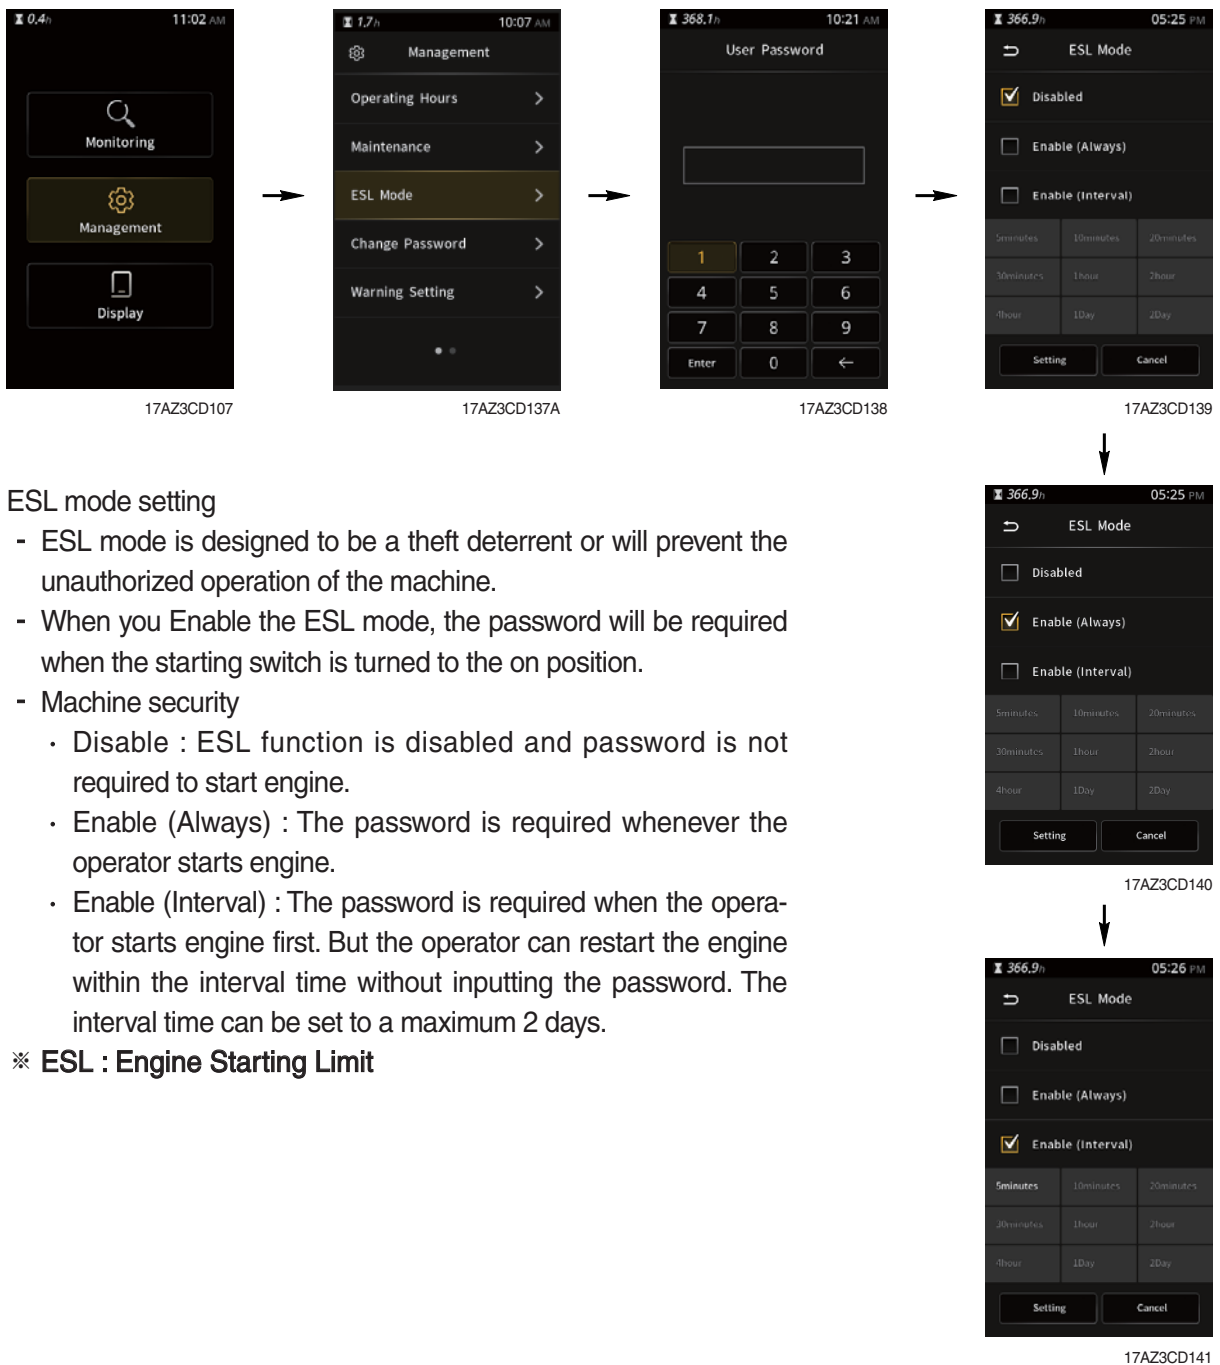 0.4h 11:02 AM
Monitoring
Management
Display
17AZ3CD107
1.7h 10:07 AM
Management
Operating Hours
Maintenance
ESL Mode
Change Password
Warning Setting
17AZ3CD137A
368.1h 10:21 AM
User Password
1 2 3
4 5 6
7 8 9
Enter 0 ←
17AZ3CD138
366.9h 05:25 PM
ESL Mode
Disabled
Enable (Always)
Enable (Interval)
5minutes 10minutes 20minutes
30minutes 1hour 2hour
4hour 1Day 2Day
Setting Cancel
17AZ3CD139
ESL mode setting
- ESL mode is designed to be a theft deterrent or will prevent the
unauthorized operation of the machine.
- When you Enable the ESL mode, the password will be required
when the starting switch is turned to the on position.
- Machine security
· Disable : ESL function is disabled and password is not
required to start engine.
· Enable (Always) : The password is required whenever the
operator starts engine.
· Enable (Interval) : The password is required when the opera-
tor starts engine first. But the operator can restart the engine
within the interval time without inputting the password. The
interval time can be set to a maximum 2 days.
※ ESL : Engine Starting Limit
366.9h 05:25 PM
ESL Mode
Disabled
Enable (Always)
Enable (Interval)
5minutes 10minutes 20minutes
30minutes 1hour 2hour
4hour 1Day 2Day
Setting Cancel
17AZ3CD140
366.9h 05:26 PM
ESL Mode
Disabled
Enable (Always)
Enable (Interval)
5minutes 10minutes 20minutes
30minutes 1hour 2hour
4hour 1Day 2Day
Setting Cancel
17AZ3CD141